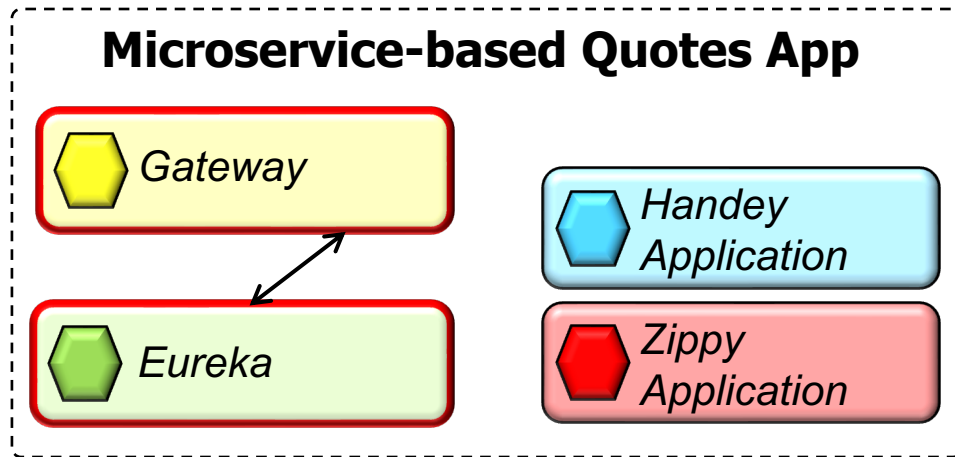 Microservice-based Quotes App
Gateway
Handey
Application
Eureka
Zippy
Application